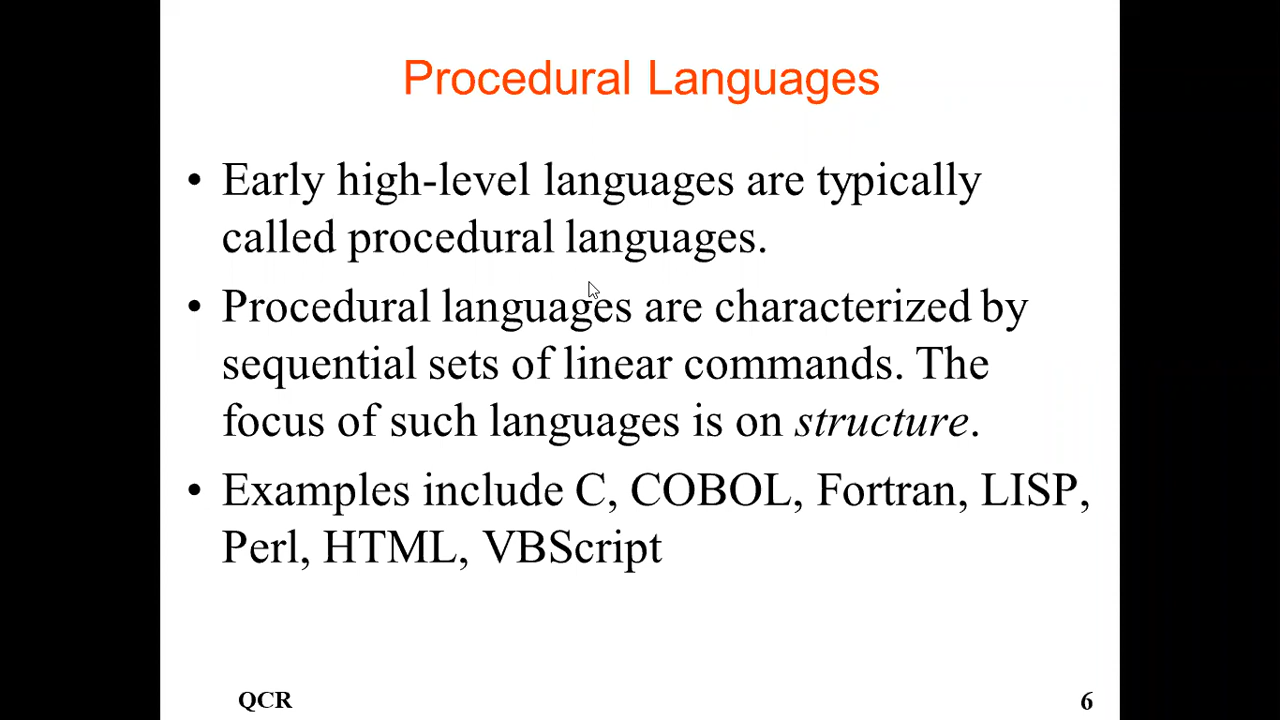 Procedural Languages
• Early high-level languages are typically
called procedural languages.
• Procedural languages are characterized by
sequential sets of linear commands. The
focus of such languages is on structure.
• Examples include C, COBOL, Fortran, LISP,
Perl, HTML, VBScript
QCR
6